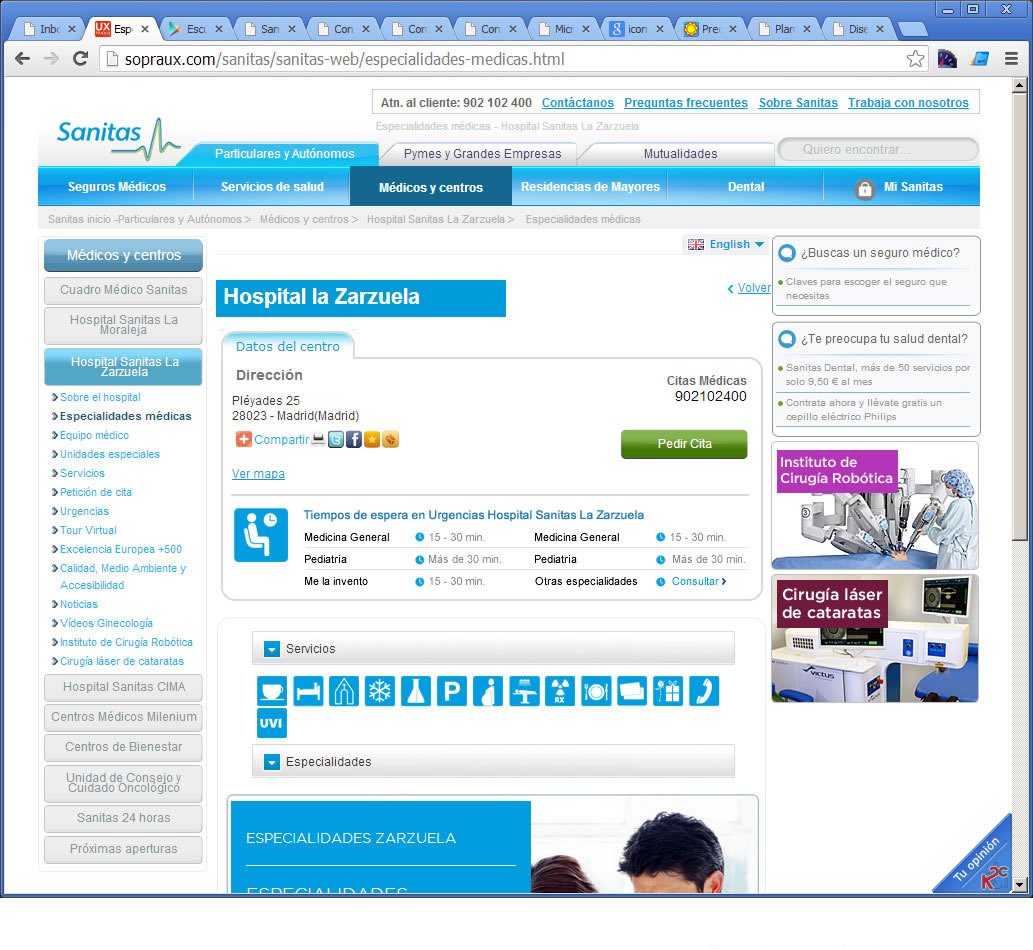 Inbo
UX
Esp
Escu
San
Con
Con
Con
Micr
icon
Prec
Plan
Dise
sopraux.com/sanitas/sanitas-web/especialidades-medicas.html
Atn. al cliente: 902 102 400 Contáctanos Preguntas frecuentes Sobre Sanitas Trabaja con nosotros
Especialidades médicas - Hospital Sanitas La Zarzuela
Sanitas
Particulares y Autónomos
Pymes y Grandes Empresas
Mutualidades
Quiero encontrar...
Seguros Médicos
Servicios de salud
Médicos y centros
Residencias de Mayores
Dental
Mi Sanitas
Sanitas inicio -Particulares y Autónomos > Médicos y centros > Hospital Sanitas La Zarzuela > Especialidades médicas
Médicos y centros
Cuadro Médico Sanitas
Hospital Sanitas La
Moraleja
Hospital Sanitas La
Zarzuela
Sobre el hospital
Especialidades médicas
Equipo médico
Unidades especiales
Servicios
Petición de cita
Urgencias
Tour Virtual
Excelencia Europea +500
Calidad, Medio Ambiente y
Accesibilidad
Noticias
Vídeos Ginecología
Instituto de Cirugía Robótica
Cirugía láser de cataratas
Hospital Sanitas CIMA
Centros Médicos Milenium
Centros de Bienestar
Unidad de Consejo y
Cuidado Oncológico
Sanitas 24 horas
Próximas aperturas
English
Hospital la Zarzuela
Volver
Datos del centro
Dirección
Pléyades 25
28023 - Madrid(Madrid)
Compartir
Ver mapa
Citas Médicas
902102400
Pedir Cita
Tiempos de espera en Urgencias Hospital Sanitas La Zarzuela
Medicina General 15 - 30 min. Medicina General 15 - 30 min.
Pediatria Más de 30 min. Pediatria Más de 30 min.
Me la invento 15 - 30 min. Otras especialidades Consultar
Servicios
P
RX
UVI
Especialidades
ESPECIALIDADES ZARZUELA
ESPECIALIDADES
¿Buscas un seguro médico?
Claves para escoger el seguro que
necesitas
¿Te preocupa tu salud dental?
Sanitas Dental, más de 50 servicios por
solo 9,50 € al mes
Contrata ahora y llévate gratis un
cepillo eléctrico Philips
Instituto de
Cirugía Robótica
3
Cirugía láser
de cataratas
VICTUS
Tu opinión